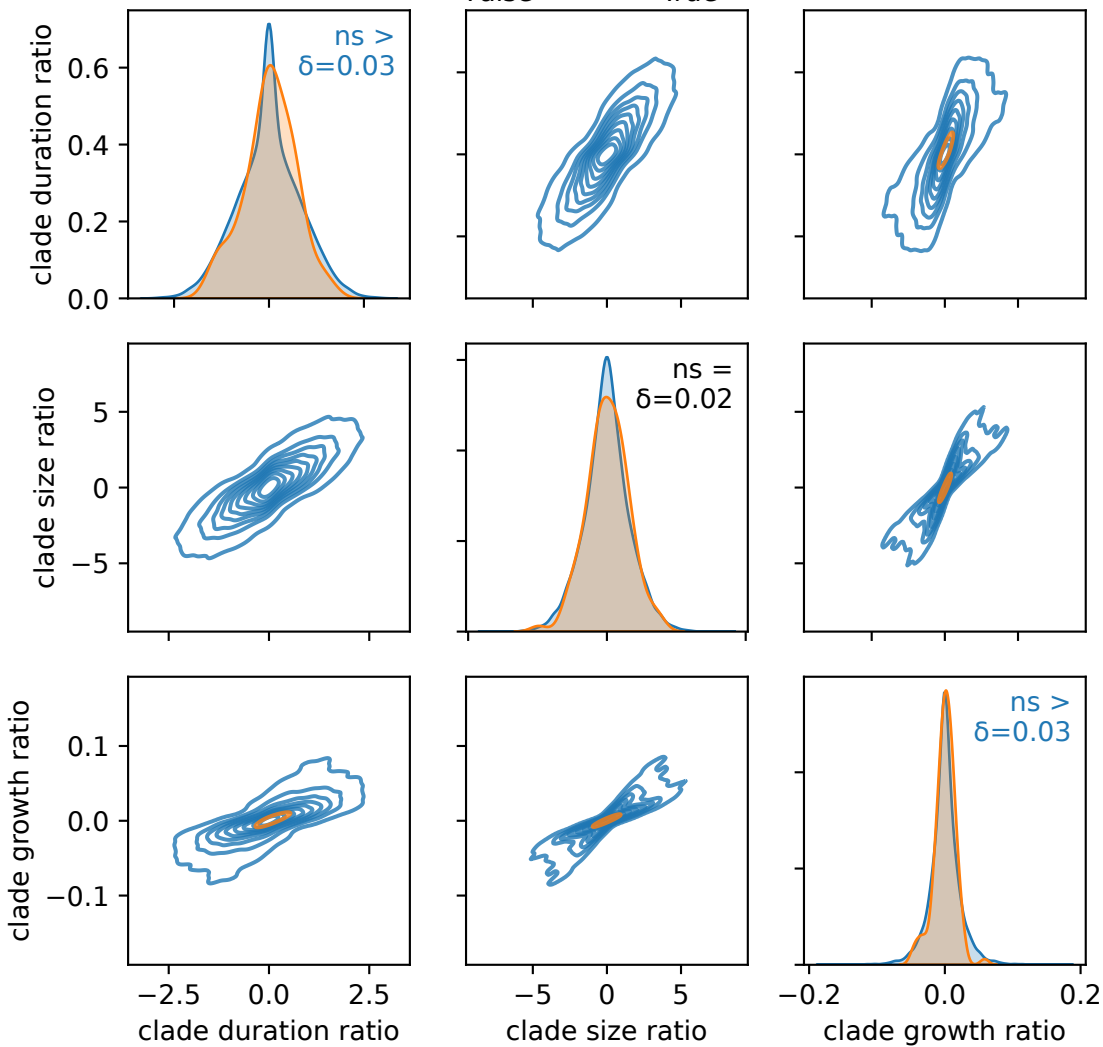 clade duration ratio
0.6
0.4
0.2
0.0
ns >
δ=0.03
clade size ratio
5
0
−5
ns =
δ=0.02
clade growth ratio
0.1
0.0
−0.1
ns >
δ=0.03
−2.5 0.0 2.5
−5 0 5
−0.2 0.0 0.2
clade duration ratio
clade size ratio
clade growth ratio